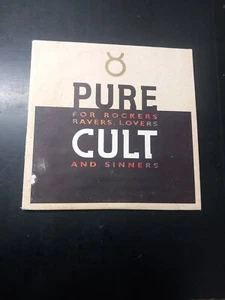 PURE
FOR ROCKERS
RAVERS, LOVERS
CULT
AND SINNERS